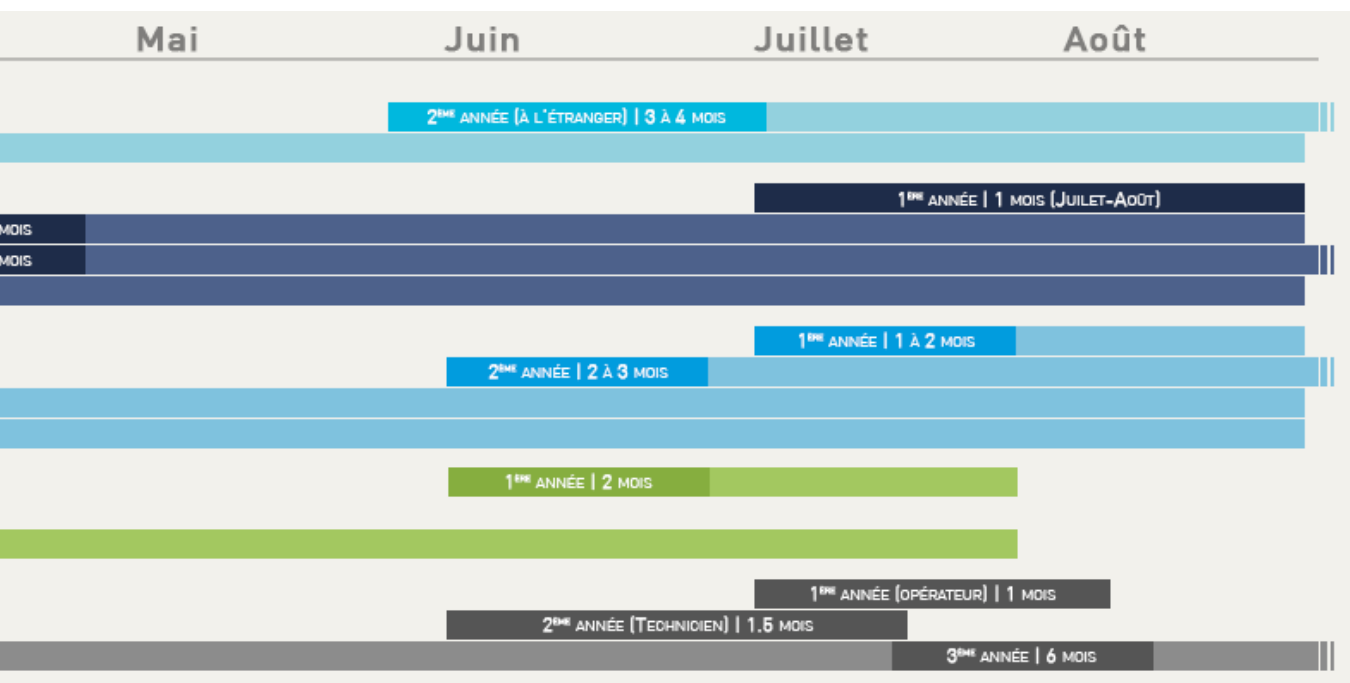 Mai Juin Juillet Août
2ÈME ANNÉE (À L'ÉTRANGER) | 3 À 4 MOIS
1ÈRE ANNÉE | 1 MOIS (JUILET-AOÛT)
MOIS
MOIS
1ÈRE ANNÉE | 1 À 2 MOIS
2ÈME ANNÉE | 2 À 3 MOIS
1ÈRE ANNÉE | 2 MOIS
1ÈRE ANNÉE (OPÉRATEUR) | 1 MOIS
2ÈME ANNÉE (TECHNICIEN) | 1.5 MOIS
3ÈME ANNÉE | 6 MOIS